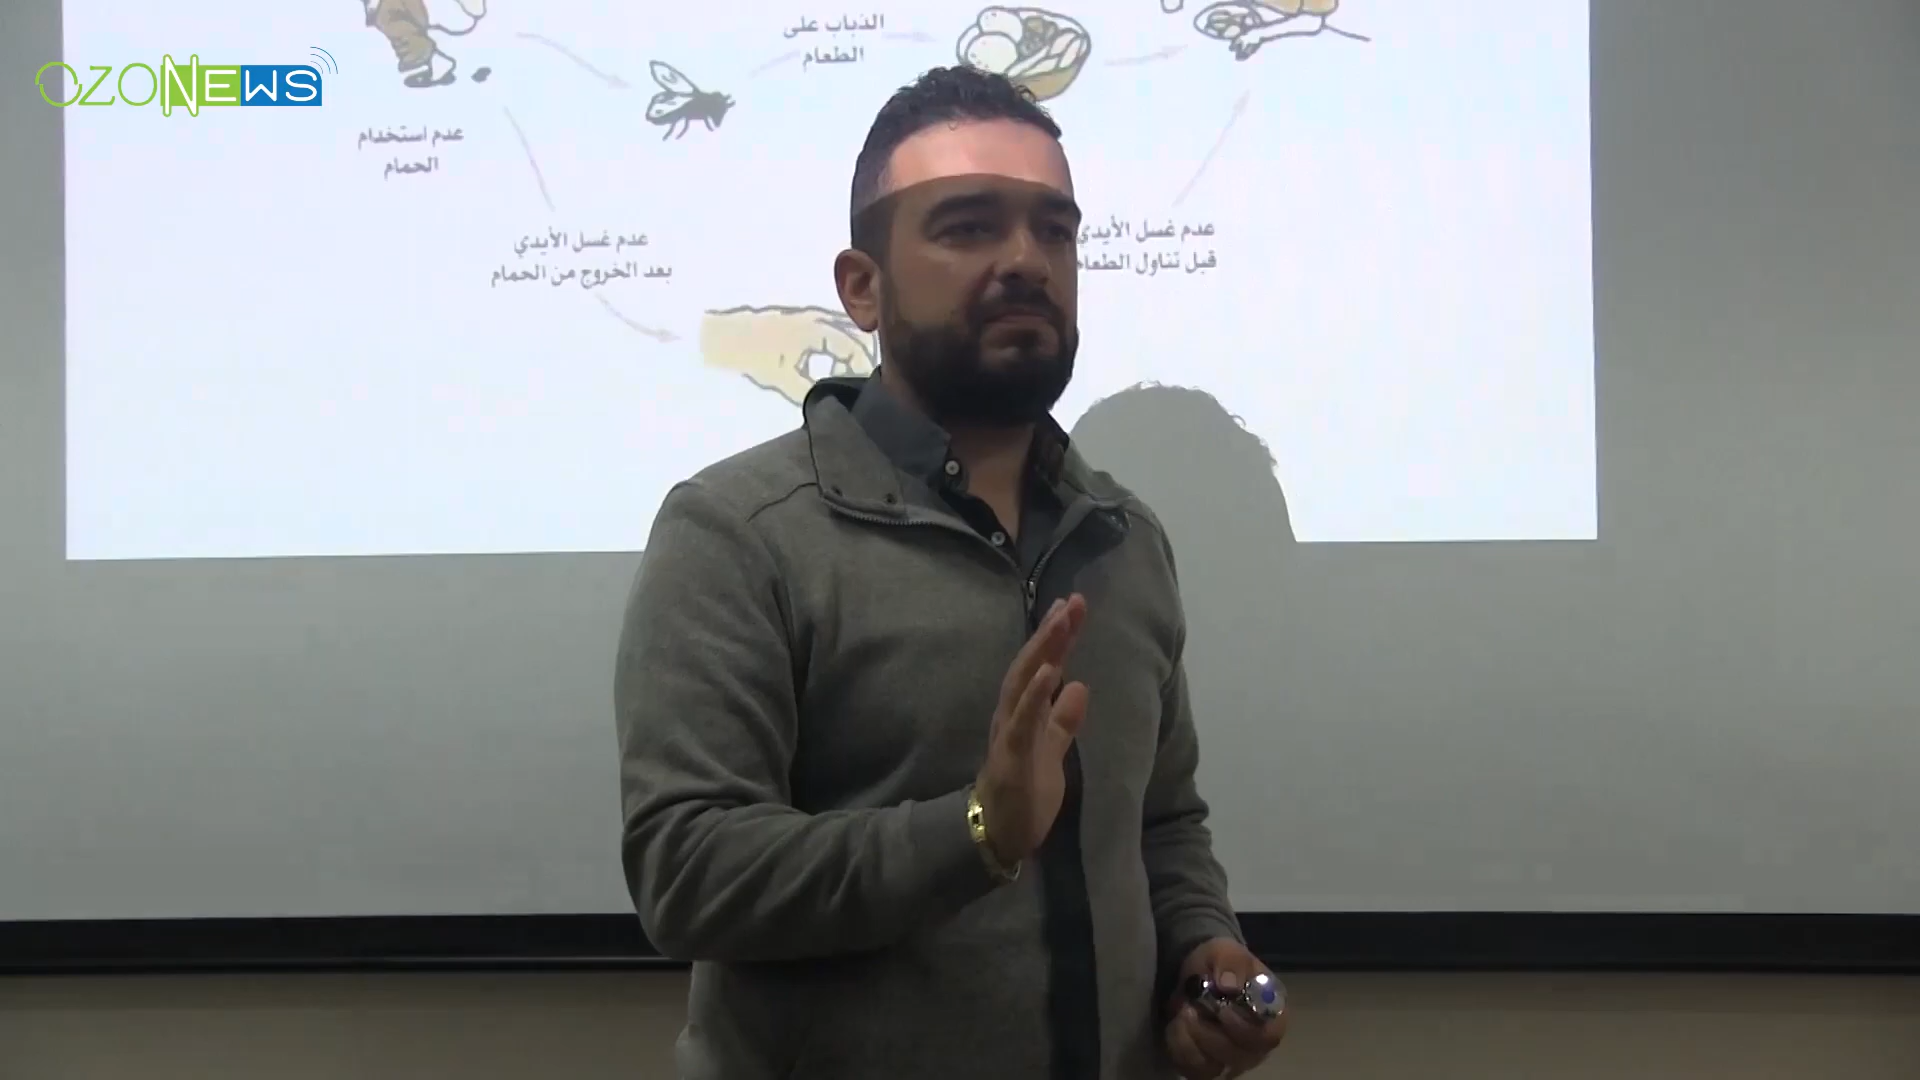 OZONEWS
الذباب على
الطعام
عدم استخدام
الحمام
عدم غسل الأيدي
قبل تناول الطعام
عدم غسل الأيدي
بعد الخروج من الحمام